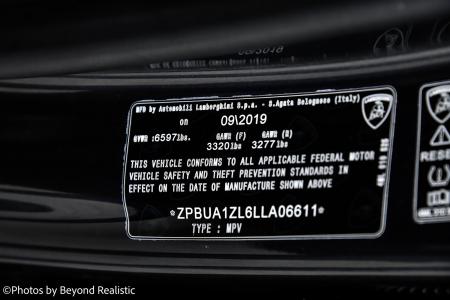 MFD by Automobili Lamborghini S.p.a. - S.Agata Bolognese (Italy)
on 09\2019
GVWR :6597lbs. GAWR (F) 3320lbs GAWR (R) 3277lbs
THIS VEHICLE CONFORMS TO ALL APPLICABLE FEDERAL MOTOR
VEHICLE SAFETY AND THEFT PREVENTION STANDARDS IN
EFFECT ON THE DATE OF MANUFACTURE SHOWN ABOVE
*ZPBUA1ZL6LLA06611*
TYPE : MPV
RESE
©Photos by Beyond Realistic